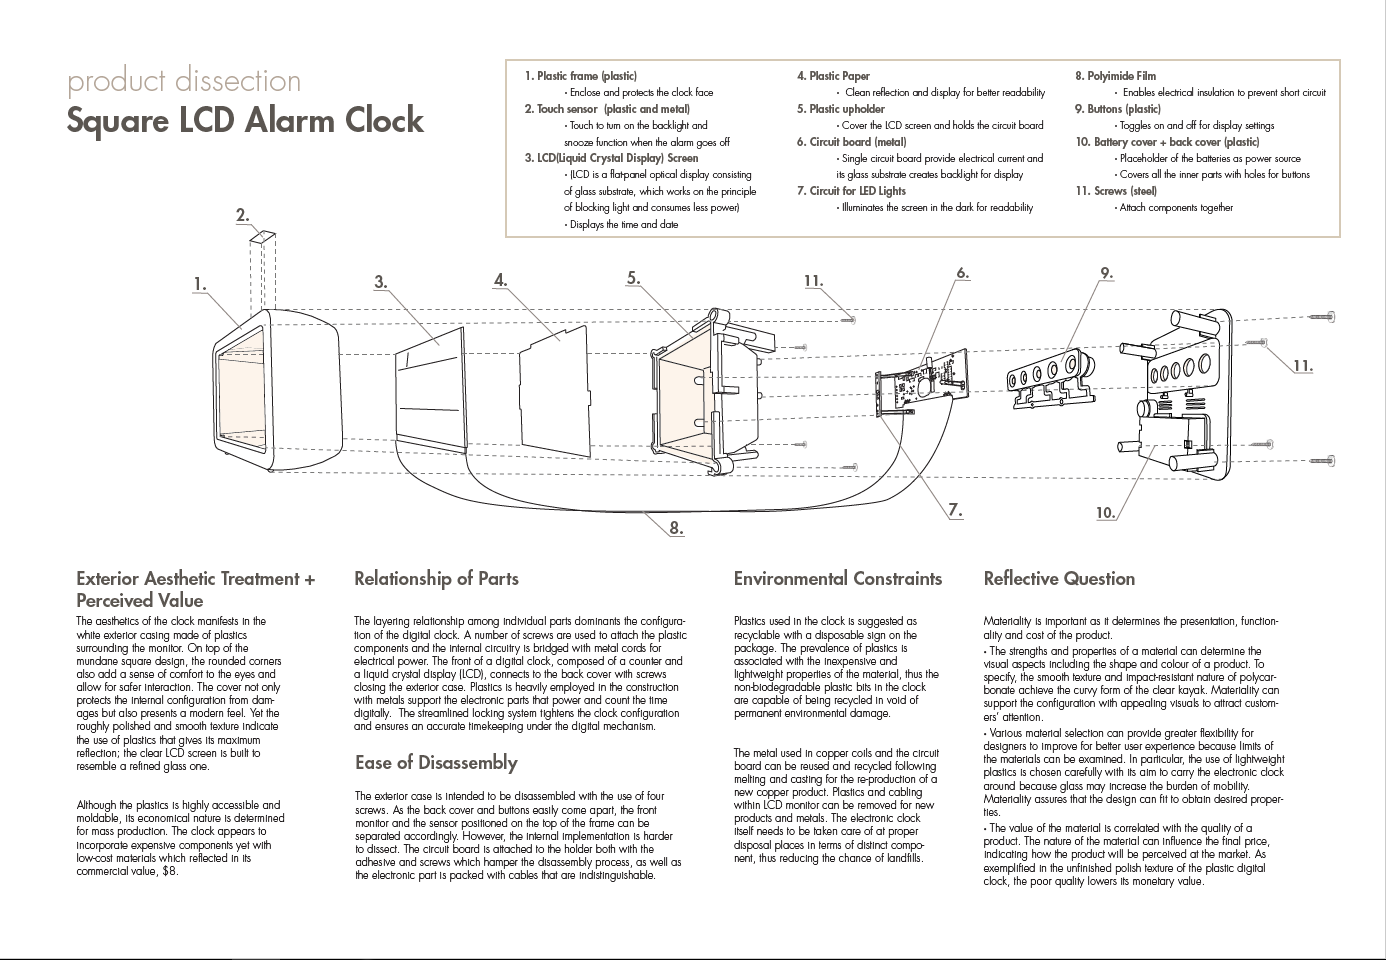 product dissection
Square LCD Alarm Clock
1. Plastic frame (plastic)
• Enclose and protects the clock face
2. Touch sensor (plastic and metal)
• Touch to turn on the backlight and
snooze function when the alarm goes off
3. LCD(Liquid Crystal Display) Screen
• (LCD is a flat-panel optical display consisting
of glass substrate, which works on the principle
of blocking light and consumes less power)
• Displays the time and date
4. Plastic Paper
• Clean reflection and display for better readability
5. Plastic upholder
• Cover the LCD screen and holds the circuit board
6. Circuit board (metal)
• Single circuit board provide electrical current and
its glass substrate creates backlight for display
7. Circuit for LED Lights
• Illuminates the screen in the dark for readability
8. Polyimide Film
• Enables electrical insulation to prevent short circuit
9. Buttons (plastic)
• Toggles on and off for display settings
10. Battery cover + back cover (plastic)
• Placeholder of the batteries as power source
• Covers all the inner parts with holes for buttons
11. Screws (steel)
• Attach components together
2.
1.
3.
4.
5.
11.
6.
9.
11.
7.
10.
8.
Exterior Aesthetic Treatment +
Perceived Value
The aesthetics of the clock manifests in the
white exterior casing made of plastics
surrounding the monitor. On top of the
mundane square design, the rounded corners
also add a sense of comfort to the eyes and
allow for safer interaction. The cover not only
protects the internal configuration from dam-
ages but also presents a modern feel. Yet the
roughly polished and smooth texture indicate
the use of plastics that gives its maximum
reflection; the clear LCD screen is built to
resemble a refined glass one.
Although the plastics is highly accessible and
moldable, its economical nature is determined
for mass production. The clock appears to
incorporate expensive components yet with
low-cost materials which reflected in its
commercial value, $8.
Relationship of Parts
The layering relationship among individual parts dominants the configura-
tion of the digital clock. A number of screws are used to attach the plastic
components and the internal circuitry is bridged with metal cords for
electrical power. The front of a digital clock, composed of a counter and
a liquid crystal display (LCD), connects to the back cover with screws
closing the exterior case. Plastics is heavily employed in the construction
with metals support the electronic parts that power and count the time
digitally. The streamlined locking system tightens the clock configuration
and ensures an accurate timekeeping under the digital mechanism.
Ease of Disassembly
The exterior case is intended to be disassembled with the use of four
screws. As the back cover and buttons easily come apart, the front
monitor and the sensor positioned on the top of the frame can be
separated accordingly. However, the internal implementation is harder
to dissect. The circuit board is attached to the holder both with the
adhesive and screws which hamper the disassembly process, as well as
the electronic part is packed with cables that are indistinguishable.
Environmental Constraints
Plastics used in the clock is suggested as
recyclable with a disposable sign on the
package. The prevalence of plastics is
associated with the inexpensive and
lightweight properties of the material, thus the
non-biodegradable plastic bits in the clock
are capable of being recycled in void of
permanent environmental damage.
The metal used in copper coils and the circuit
board can be reused and recycled following
melting and casting for the re-production of a
new copper product. Plastics and cabling
within LCD monitor can be removed for new
products and metals. The electronic clock
itself needs to be taken care of at proper
disposal places in terms of distinct compo-
nent, thus reducing the chance of landfills.
Reflective Question
Materiality is important as it determines the presentation, function-
ality and cost of the product.
• The strengths and properties of a material can determine the
visual aspects including the shape and colour of a product. To
specify, the smooth texture and impact-resistant nature of polycar-
bonate achieve the curvy form of the clear kayak. Materiality can
support the configuration with appealing visuals to attract custom-
ers' attention.
• Various material selection can provide greater flexibility for
designers to improve for better user experience because limits of
the materials can be examined. In particular, the use of lightweight
plastics is chosen carefully with its aim to carry the electronic clock
around because glass may increase the burden of mobility.
Materiality assures that the design can fit to obtain desired proper-
ties.
• The value of the material is correlated with the quality of a
product. The nature of the material can influence the final price,
indicating how the product will be perceived at the market. As
exemplified in the unfinished polish texture of the plastic digital
clock, the poor quality lowers its monetary value.